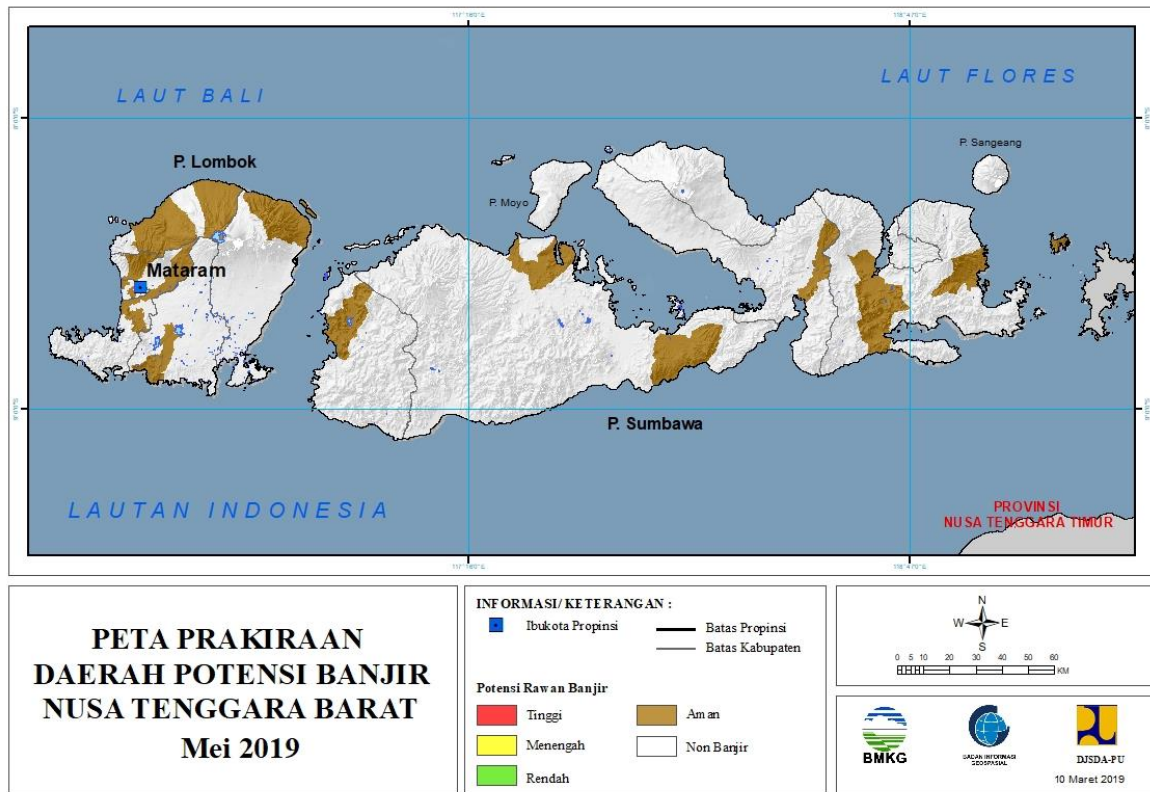 LAUT BALI
LAUT FLORES
P. Lombok
P. Sangeang
P. Moyo
Mataram
P. Sumbawa
LAUTAN INDONESIA
PROVINSI
NUSA TENGGARA TIMUR
PETA PRAKIRAAN
DAERAH POTENSI BANJIR
NUSA TENGGARA BARAT
Mei 2019
INFORMASI/ KETERANGAN :
Ibukota Propinsi
Batas Propinsi
Batas Kabupaten
Potensi Rawan Banjir
Tinggi
Aman
Menengah
Non Banjir
Rendah
N
W E
S
0 5 10 20 30 40 50 60
KM
BMKG
BADAN INFORMASI
GEOSPASIAL
DJSDA-PU
10 Maret 2019